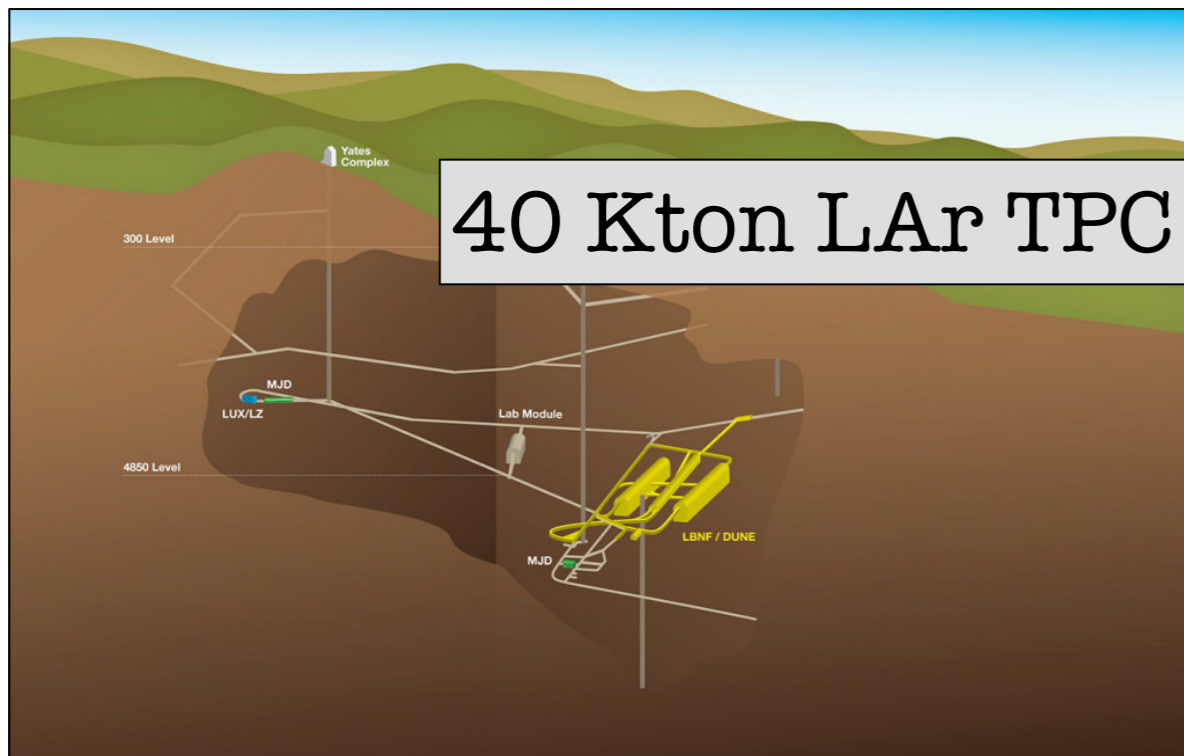 Yates
Complex
40 Kton LAr TPC
300 Level
MJD
LUX/LZ
Lab Module
4850 Level
LBNF / DUNE
MJD